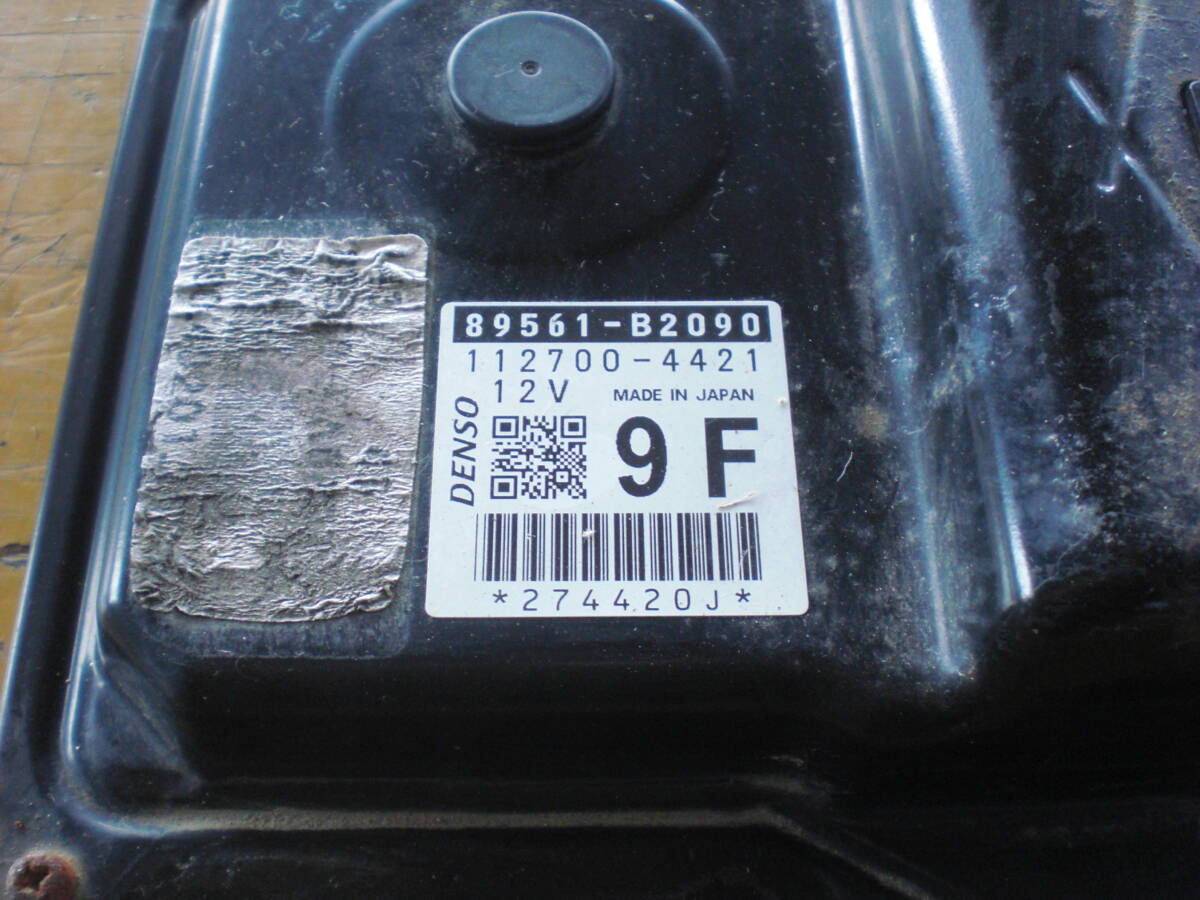 89561-B2090
112700-4421
12V MADE IN JAPAN
DENSO
9F
*274420J*